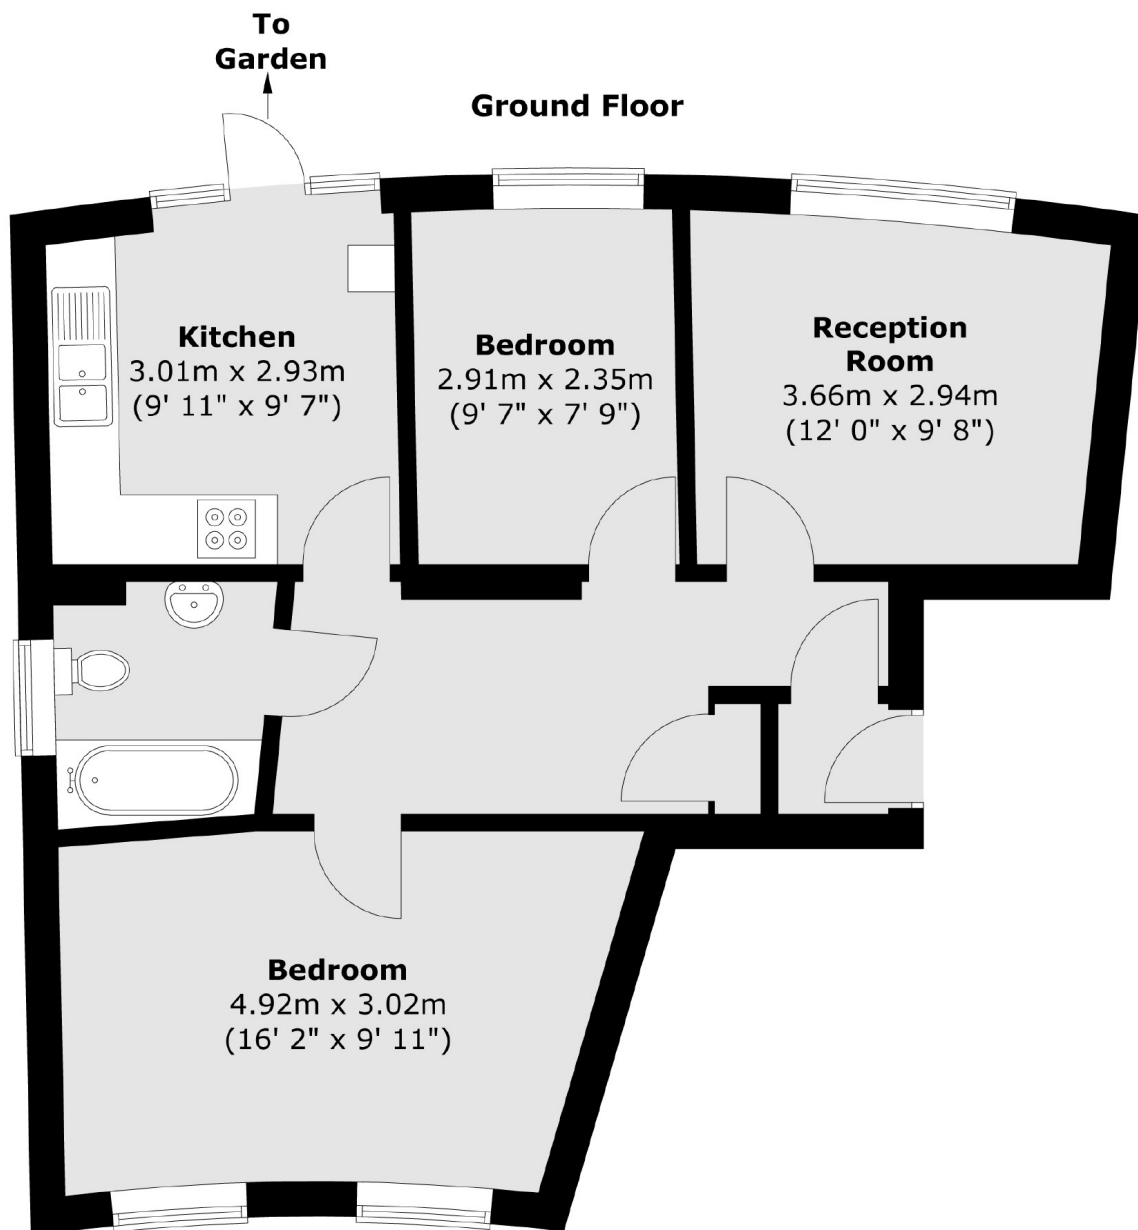 To
Garden
Ground Floor
Kitchen
3.01m x 2.93m
(9' 11" x 9' 7")
Bedroom
2.91m x 2.35m
(9' 7" x 7' 9")
Reception
Room
3.66m x 2.94m
(12' 0" x 9' 8")
Bedroom
4.92m x 3.02m
(16' 2" x 9' 11")